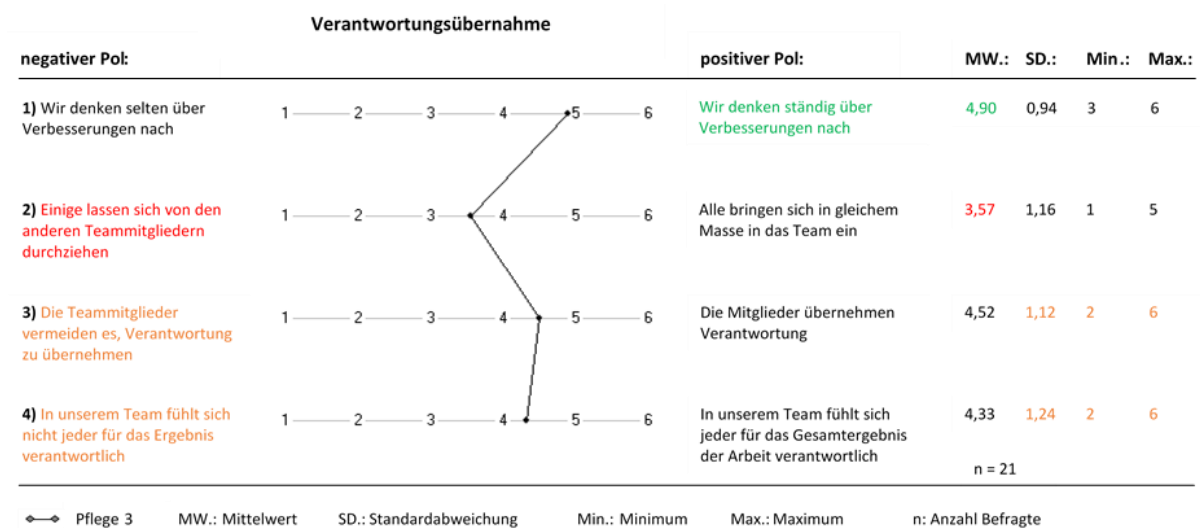 Verantwortungsübernahme
negativer Pol: positiver Pol: MW.: SD.: Min.: Max.:
1) Wir denken selten über 1 2 3 4 5 6 Wir denken ständig über 4,90 0,94 3 6
Verbesserungen nach Verbesserungen nach
2) Einige lassen sich von den 1 2 3 4 5 6 Alle bringen sich in gleichem 3,57 1,16 1 5
anderen Teammitgliedern Masse in das Team ein
durchziehen
3) Die Teammitglieder 1 2 3 4 5 6 Die Mitglieder übernehmen 4,52 1,12 2 6
vermeiden es, Verantwortung Verantwortung
zu übernehmen
4) In unserem Team fühlt sich 1 2 3 4 5 6 In unserem Team fühlt sich 4,33 1,24 2 6
nicht jeder für das Ergebnis jeder für das Gesamtergebnis
verantwortlich der Arbeit verantwortlich
n = 21
Pflege 3 MW.: Mittelwert SD.: Standardabweichung Min.: Minimum Max.: Maximum n: Anzahl Befragte